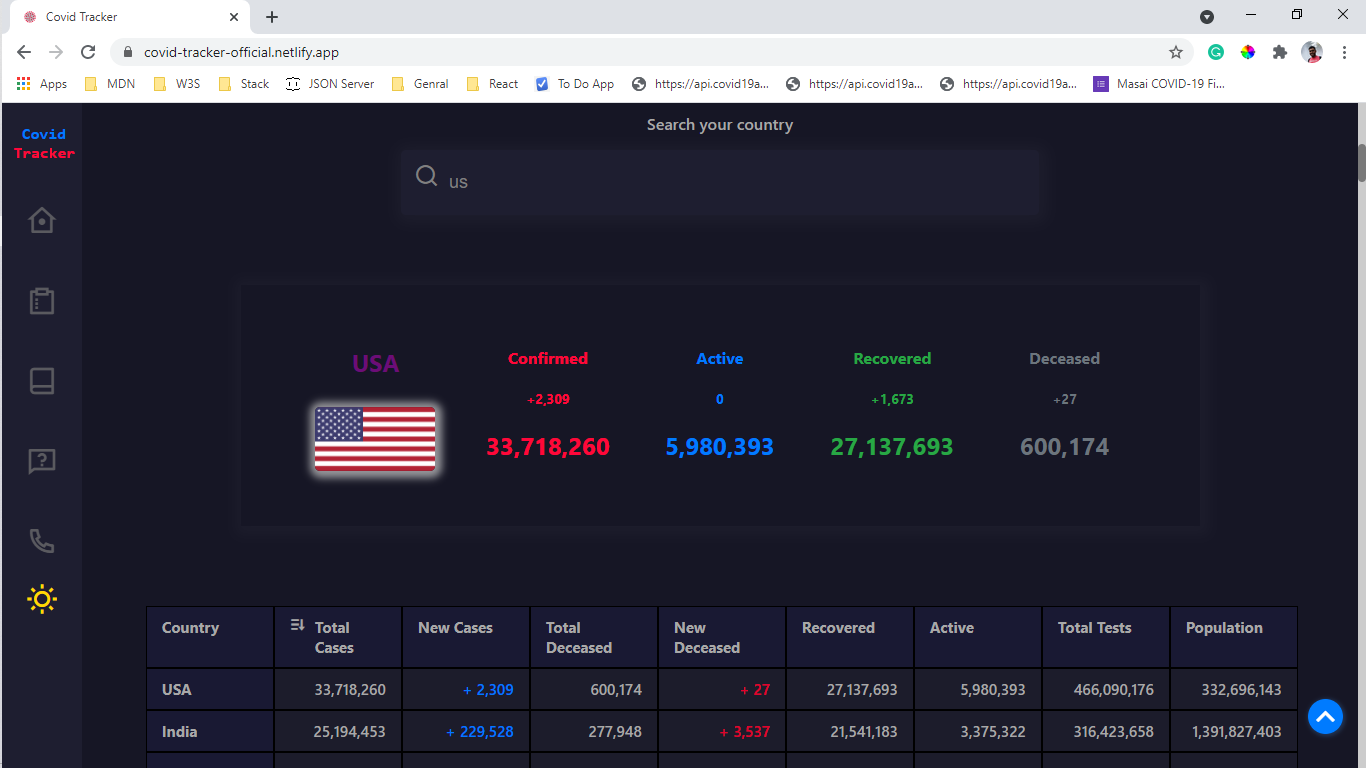 Covid Tracker
covid-tracker-official.netlify.app
Apps MDN W3S Stack JSON Server Genral React To Do App https://api.covid19a... https://api.covid19a... https://api.covid19a... Masai COVID-19 Fi...
Covid
Tracker
Search your country
us
USA
Confirmed Active Recovered Deceased
+2,309 0 +1,673 +27
33,718,260 5,980,393 27,137,693 600,174
Country Total Cases New Cases Total Deceased New Deceased Recovered Active Total Tests Population
USA 33,718,260 + 2,309 600,174 + 27 27,137,693 5,980,393 466,090,176 332,696,143
India 25,194,453 + 229,528 277,948 + 3,537 21,541,183 3,375,322 316,423,658 1,391,827,403